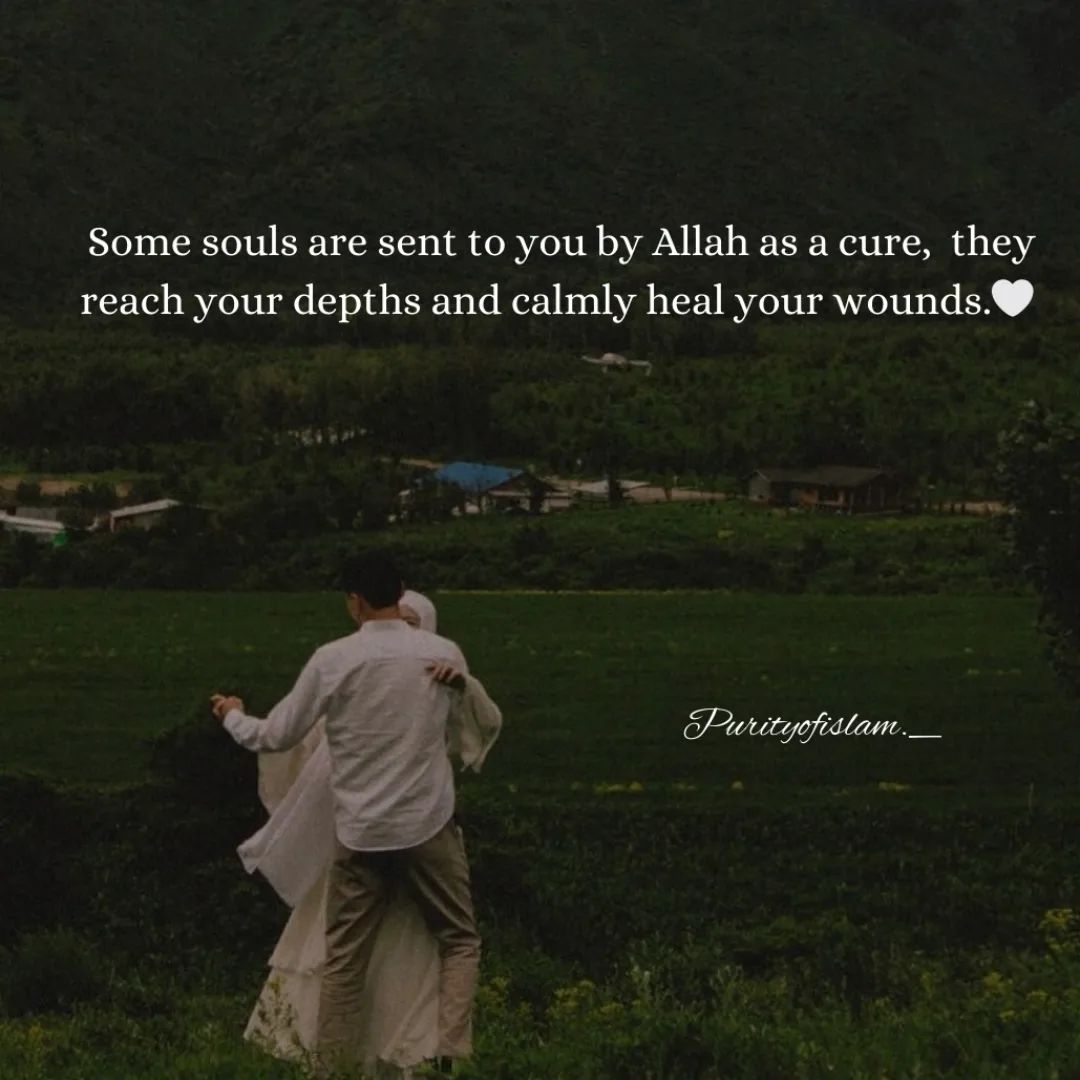 Some souls are sent to you by Allah as a cure,  they
reach your depths and calmly heal your wounds.🤍
Purityofislam.__